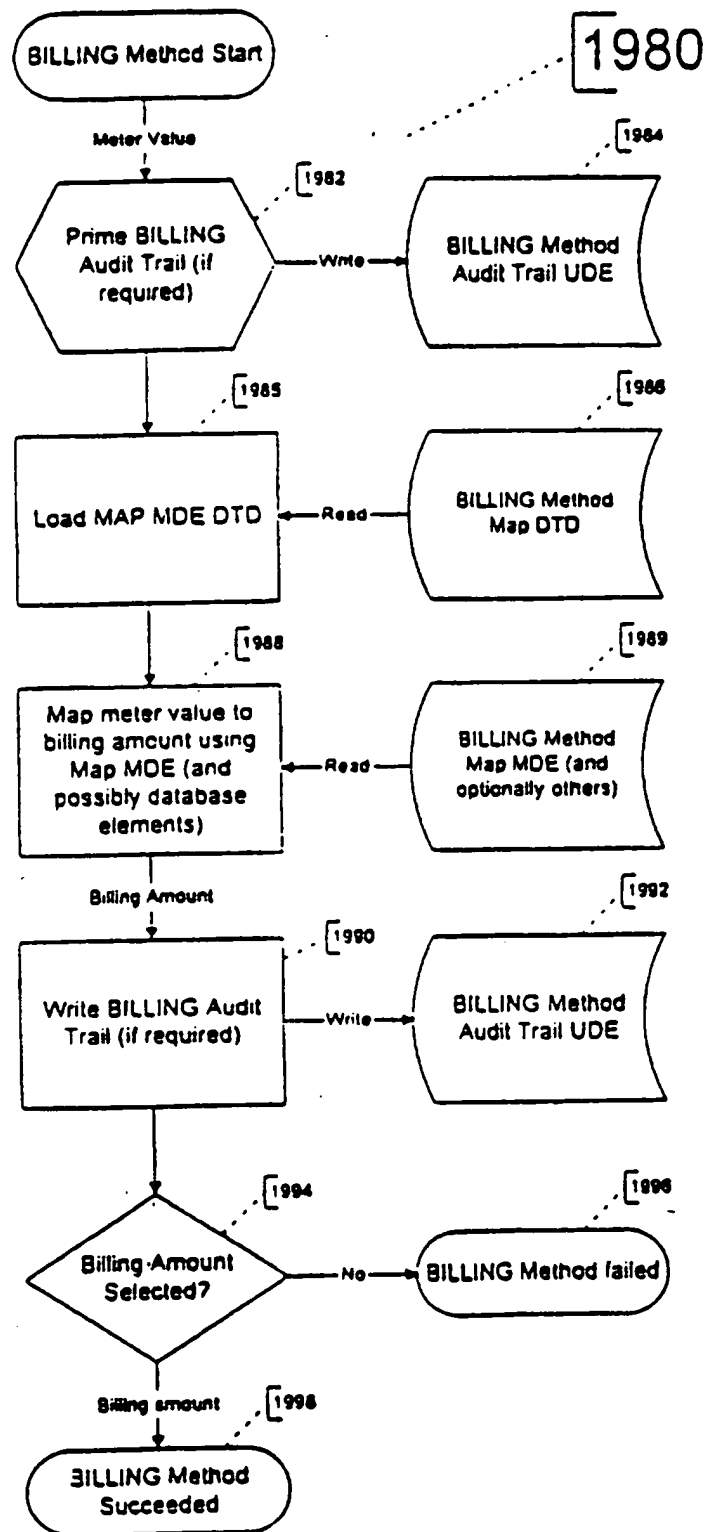 BILLING Method Start
1980
Meter Value
1982
1984
Prime BILLING
Audit Trail (if
required)
Write
BILLING Method
Audit Trail UDE
1985
1986
Load MAP MDE DTD
Read
BILLING Method
Map DTD
1988
1989
Map meter value to
billing amount using
Map MDE (and
possibly database
elements)
Read
BILLING Method
Map MDE (and
optionally others)
Billing Amount
1990
1992
Write BILLING Audit
Trail (if required)
Write
BILLING Method
Audit Trail UDE
1994
1996
Billing Amount
Selected?
No
BILLING Method failed
Billing amount
1998
BILLING Method
Succeeded